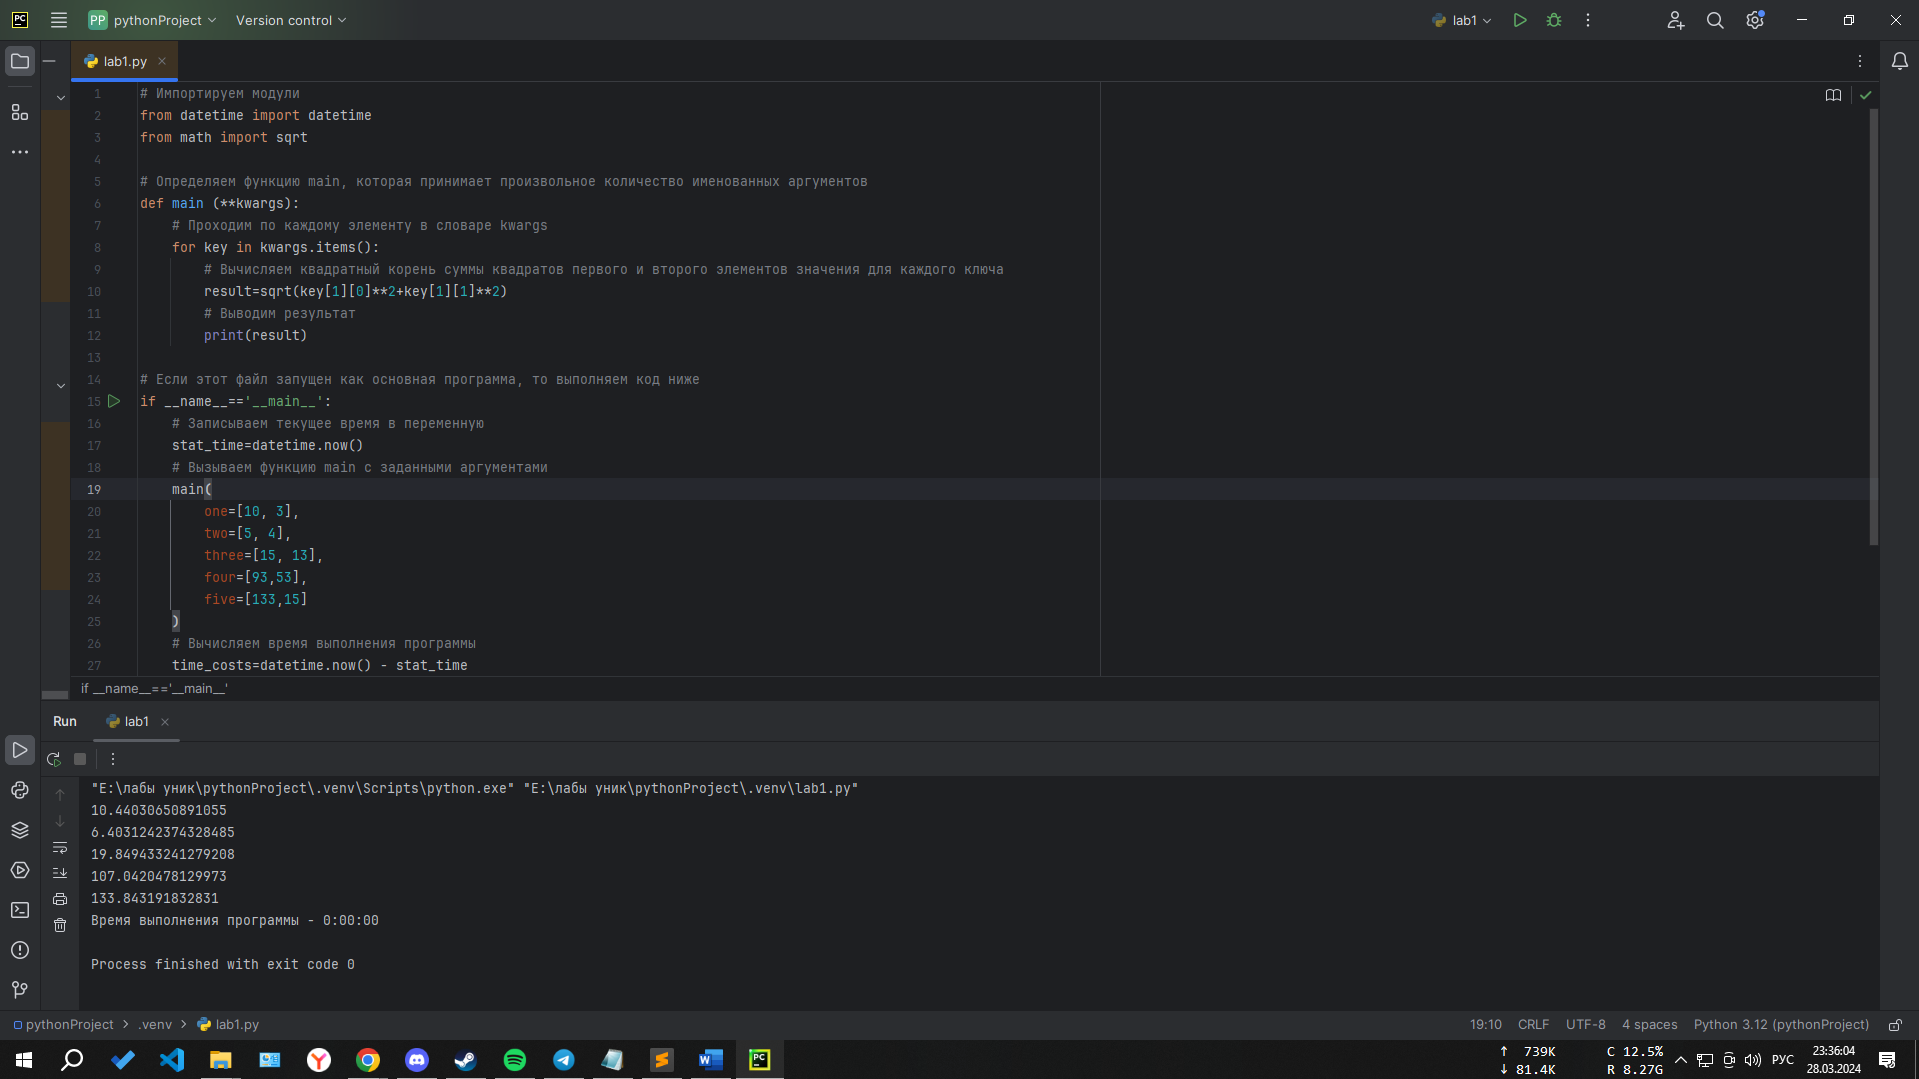 PC
PP pythonProject Version control lab1
lab1.py
1 # Импортируем модули
2 from datetime import datetime
3 from math import sqrt
4
5 # Определяем функцию main, которая принимает произвольное количество именованных аргументов
6 def main (**kwargs):
7 # Проходим по каждому элементу в словаре kwargs
8 for key in kwargs.items():
9 # Вычисляем квадратный корень суммы квадратов первого и второго элементов значения для каждого ключа
10 result=sqrt(key[1][0]**2+key[1][1]**2)
11 # Выводим результат
12 print(result)
13
14 # Если этот файл запущен как основная программа, то выполняем код ниже
15 if __name__=='__main__':
16 # Записываем текущее время в переменную
17 stat_time=datetime.now()
18 # Вызываем функцию main с заданными аргументами
19 main(
20 one=[10, 3],
21 two=[5, 4],
22 three=[15, 13],
23 four=[93,53],
24 five=[133,15]
25 )
26 # Вычисляем время выполнения программы
27 time_costs=datetime.now() - stat_time
if __name__=='__main__'
Run lab1
"E:\лабы уник\pythonProject\.venv\Scripts\python.exe" "E:\лабы уник\pythonProject\.venv\lab1.py"
10.44030650891055
6.4031242374328485
19.849433241279208
107.0420478129973
133.843191832831
Время выполнения программы - 0:00:00
Process finished with exit code 0
pythonProject > .venv > lab1.py 19:10 CRLF UTF-8 4 spaces Python 3.12 (pythonProject)
↑ 739K C 12.5% 23:36:04
↓ 81.4K R 8.27G РУС 28.03.2024